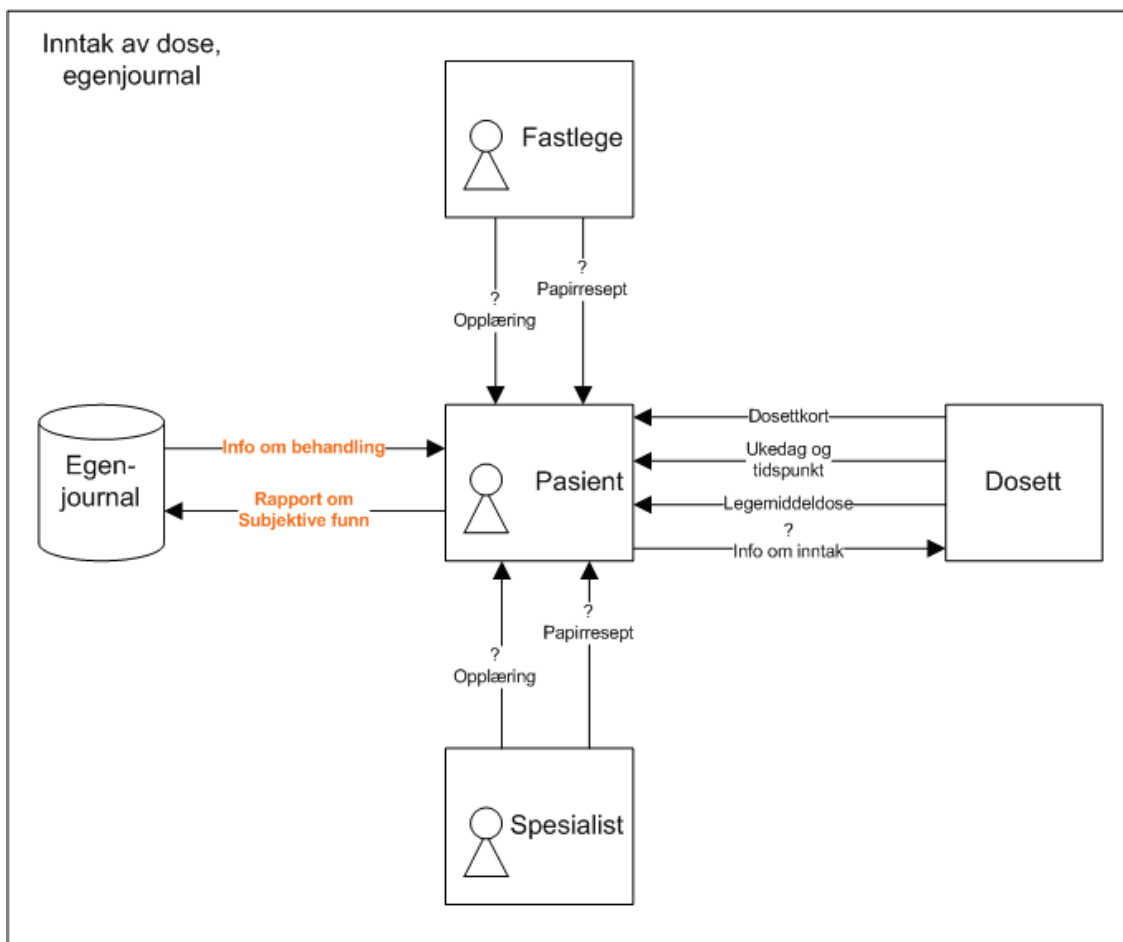 Inntak av dose,
egenjournal
Fastlege
?
Opplæring
?
Papirresept
Egen-
journal
Info om behandling
Rapport om
Subjektive funn
Pasient
Dosettkort
Ukedag og
tidspunkt
Legemiddeldose
?
Info om inntak
Dosett
?
Opplæring
?
Papirresept
Spesialist